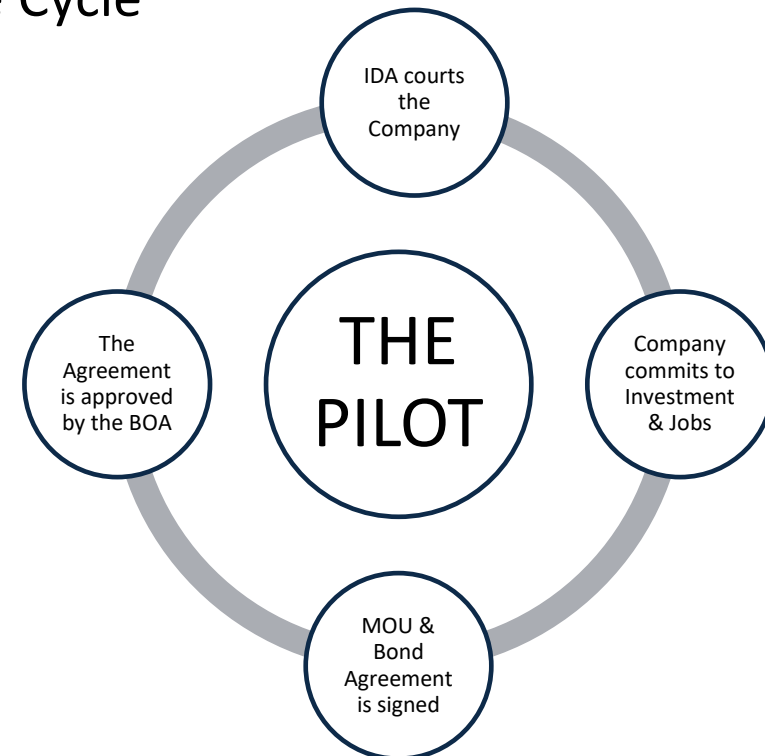 Cycle
IDA courts
the
Company
Company
commits to
Investment
& Jobs
MOU &
Bond
Agreement
is signed
The
Agreement
is approved
by the BOA
THE
PILOT